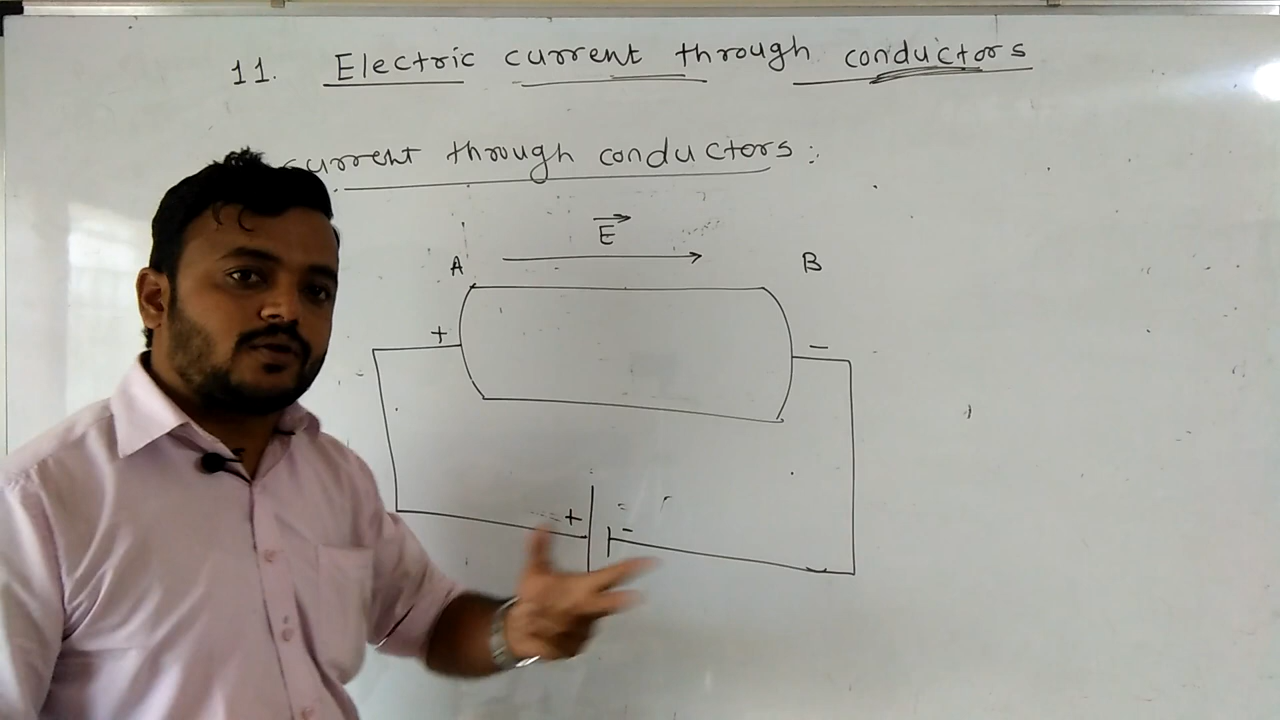 11. Electric current through conductors
current through conductors :
E
A B
+ -
+ -